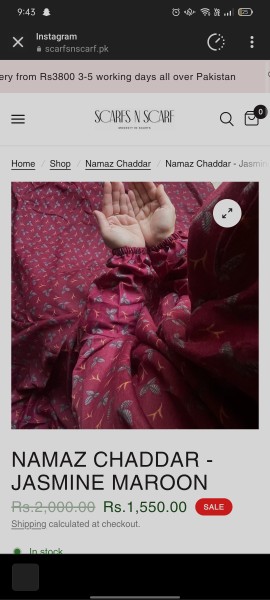 9:43
Instagram
scarfsnscarf.pk
ery from Rs3800 3-5 working days all over Pakistan
SCARFS N SCARF
0
Home / Shop / Namaz Chaddar / Namaz Chaddar - Jasmin
NAMAZ CHADDAR -
JASMINE MAROON
Rs.2,000.00 Rs.1,550.00 SALE
Shipping calculated at checkout.
In stock